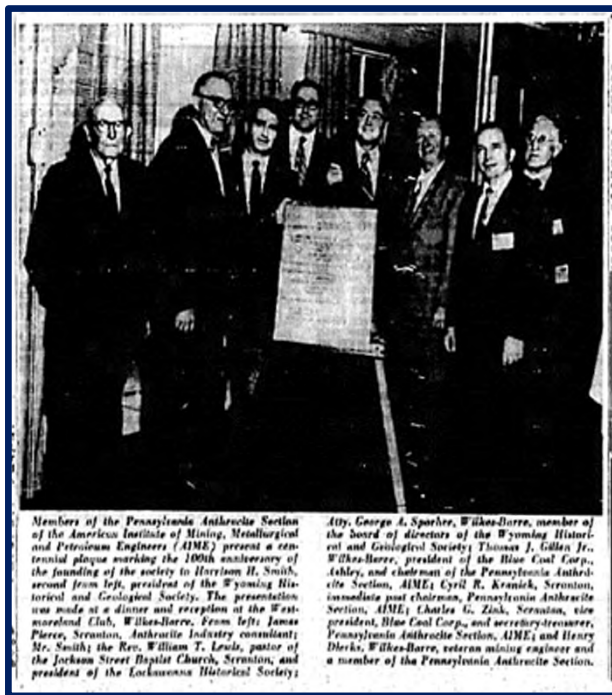 Members of the Pennsylvania Anthracite Section
of the American Institute of Mining, Metallurgical
and Petroleum Engineers (AIME) present a cen-
tennial plaque marking the 100th anniversary of
the founding of the society to Harrison H. Smith,
second from left, president of the Wyoming His-
torical and Geological Society. The presentation
was made at a dinner and reception at the West-
moreland Club, Wilkes-Barre. From left: James
Pierce, Scranton, Anthracite Industry consultant;
Mr. Smith; the Rev. William T. Lewis, pastor of
the Jackson Street Baptist Church, Scranton, and
president of the Lackawanna Historical Society;
Atty. George A. Spohrer, Wilkes-Barre, member of
the board of directors of the Wyoming Histori-
cal and Geological Society; Thomas J. Gillen Jr.,
Wilkes-Barre, president of the Blue Coal Corp.,
Ashley, and chairman of the Pennsylvania Anthra-
cite Section, AIME; Cyril R. Kranick, Scranton,
immediate past chairman, Pennsylvania Anthracite
Section, AIME; Charles G. Zink, Scranton, vice
president, Blue Coal Corp., and secretary-treasurer,
Pennsylvania Anthracite Section, AIME; and Henry
Dierks, Wilkes-Barre, veteran mining engineer and
a member of the Pennsylvania Anthracite Section.